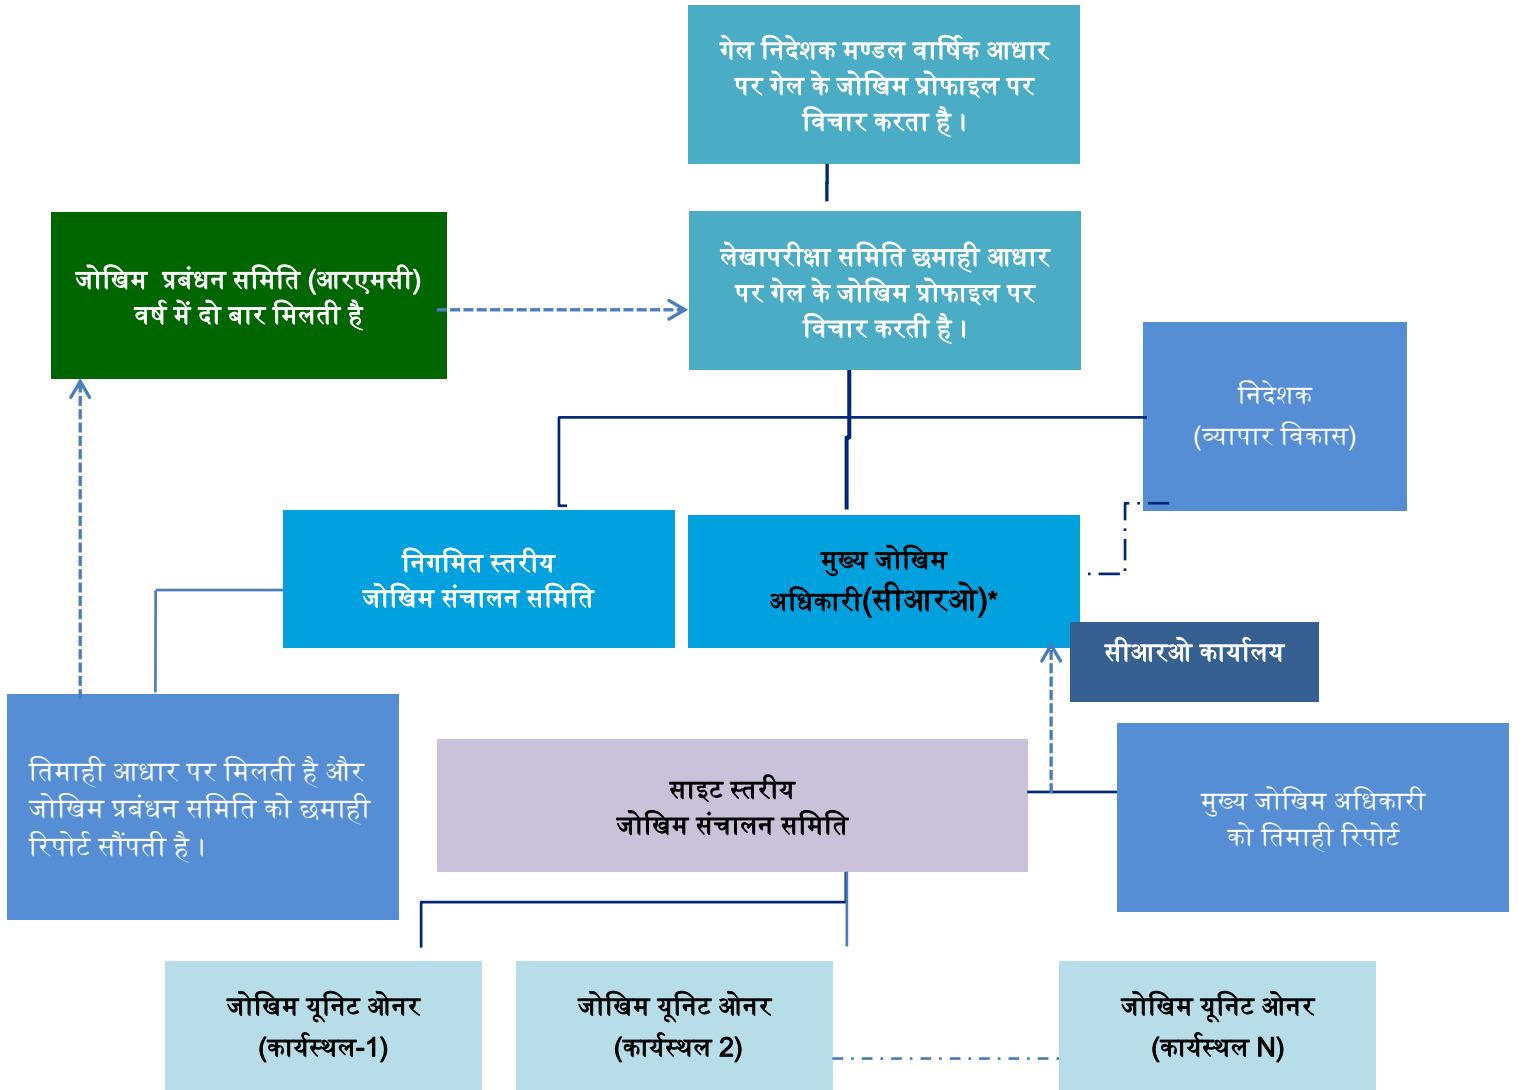 गेल निदेशक मण्डल वार्षिक आधार
पर गेल के जोखिम प्रोफाइल पर
विचार करता है ।
जोखिम प्रबंधन समिति (आरएमसी)
वर्ष में दो बार मिलती है
लेखापरीक्षा समिति छमाही आधार
पर गेल के जोखिम प्रोफाइल पर
विचार करती है ।
निदेशक
(व्यापार विकास)
निगमित स्तरीय
जोखिम संचालन समिति
मुख्य जोखिम
अधिकारी(सीआरओ)*
सीआरओ कार्यालय
तिमाही आधार पर मिलती है और
जोखिम प्रबंधन समिति को छमाही
रिपोर्ट सौंपती है ।
साइट स्तरीय
जोखिम संचालन समिति
मुख्य जोखिम अधिकारी
को तिमाही रिपोर्ट
जोखिम यूनिट ओनर
(कार्यस्थल-1)
जोखिम यूनिट ओनर
(कार्यस्थल 2)
जोखिम यूनिट ओनर
(कार्यस्थल N)